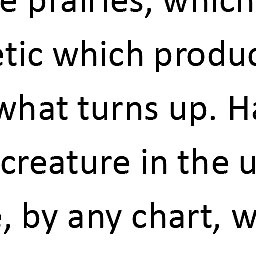 e prairies, which
etic which produc
what turns up. Ha
creature in the u
, by any chart, w